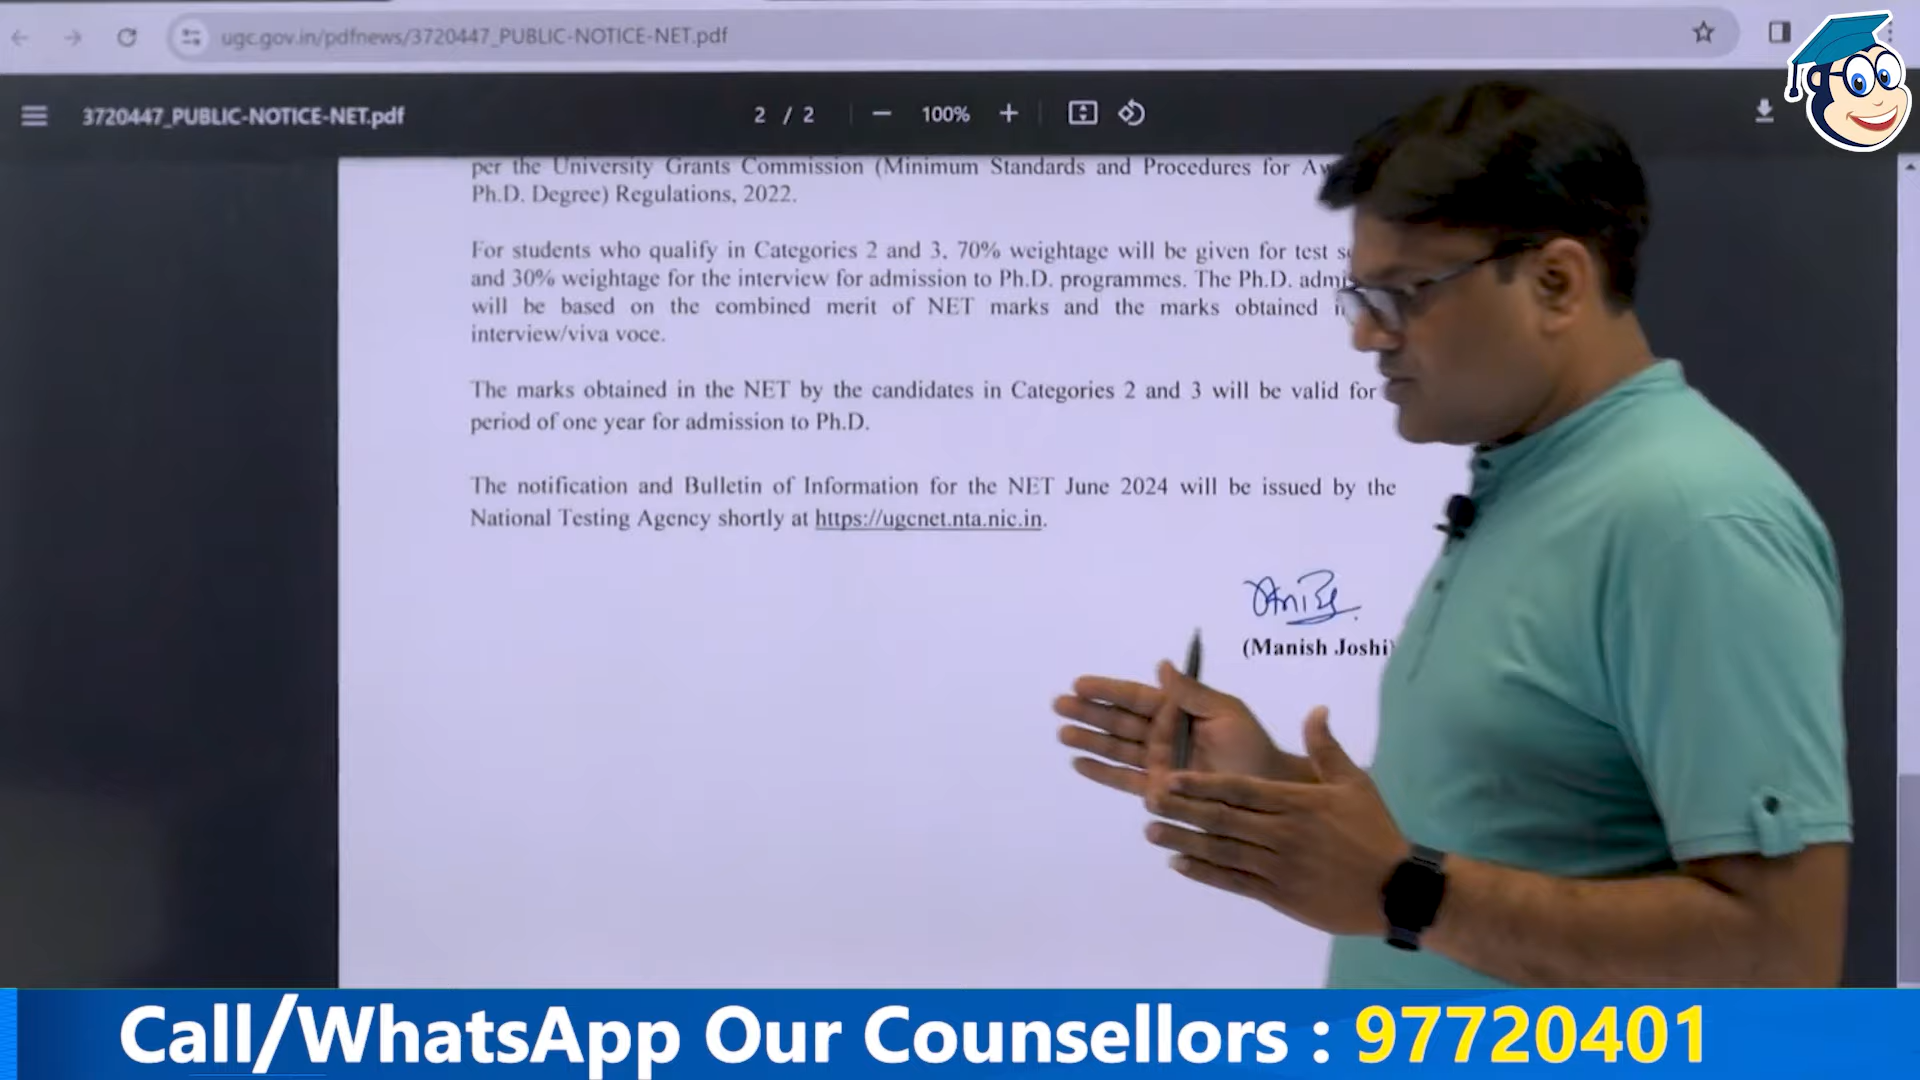 ugc.gov.in/pdfnews/3720447_PUBLIC-NOTICE-NET.pdf
3720447_PUBLIC-NOTICE-NET.pdf 2 / 2 100%
per the University Grants Commission (Minimum Standards and Procedures for
Ph.D. Degree) Regulations, 2022.
For students who qualify in Categories 2 and 3, 70% weightage will be given for test
and 30% weightage for the interview for admission to Ph.D. programmes. The Ph.D.
will be based on the combined merit of NET marks and the marks obtained
interview/viva voce.
The marks obtained in the NET by the candidates in Categories 2 and 3 will be valid for
period of one year for admission to Ph.D.
The notification and Bulletin of Information for the NET June 2024 will be issued by the
National Testing Agency shortly at https://ugcnet.nta.nic.in.
(Manish Joshi)
Call/WhatsApp Our Counsellors : 97720401